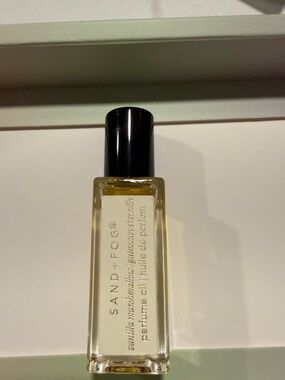 SAND + FOG®
vanilla marshmallow | guimauve vanille
perfume oil | huile de parfum